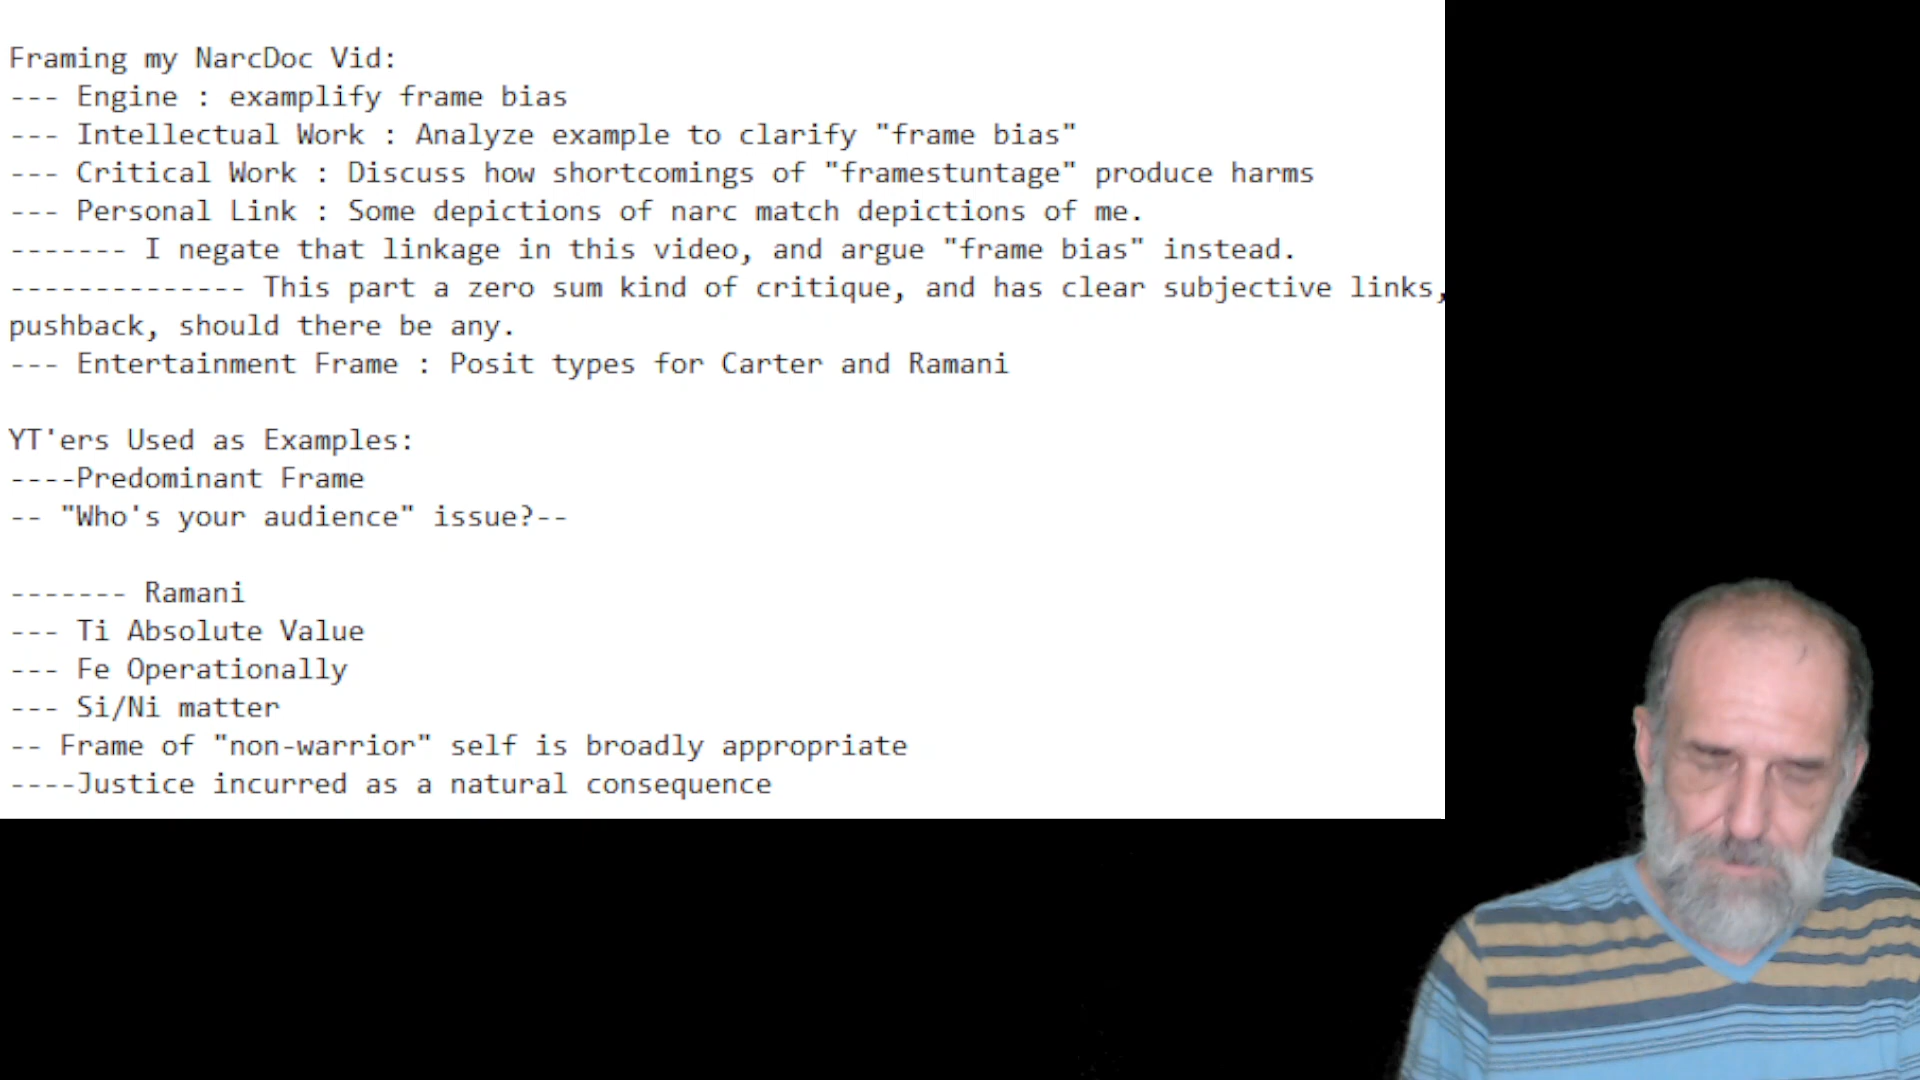 Framing my NarcDoc Vid:
--- Engine : examplify frame bias
--- Intellectual Work : Analyze example to clarify "frame bias"
--- Critical Work : Discuss how shortcomings of "framestuntage" produce harms
--- Personal Link : Some depictions of narc match depictions of me.
------- I negate that linkage in this video, and argue "frame bias" instead.
-------------- This part a zero sum kind of critique, and has clear subjective links,
pushback, should there be any.
--- Entertainment Frame : Posit types for Carter and Ramani
YT'ers Used as Examples:
----Predominant Frame
-- "Who's your audience" issue?--
------- Ramani
--- Ti Absolute Value
--- Fe Operationally
--- Si/Ni matter
-- Frame of "non-warrior" self is broadly appropriate
----Justice incurred as a natural consequence